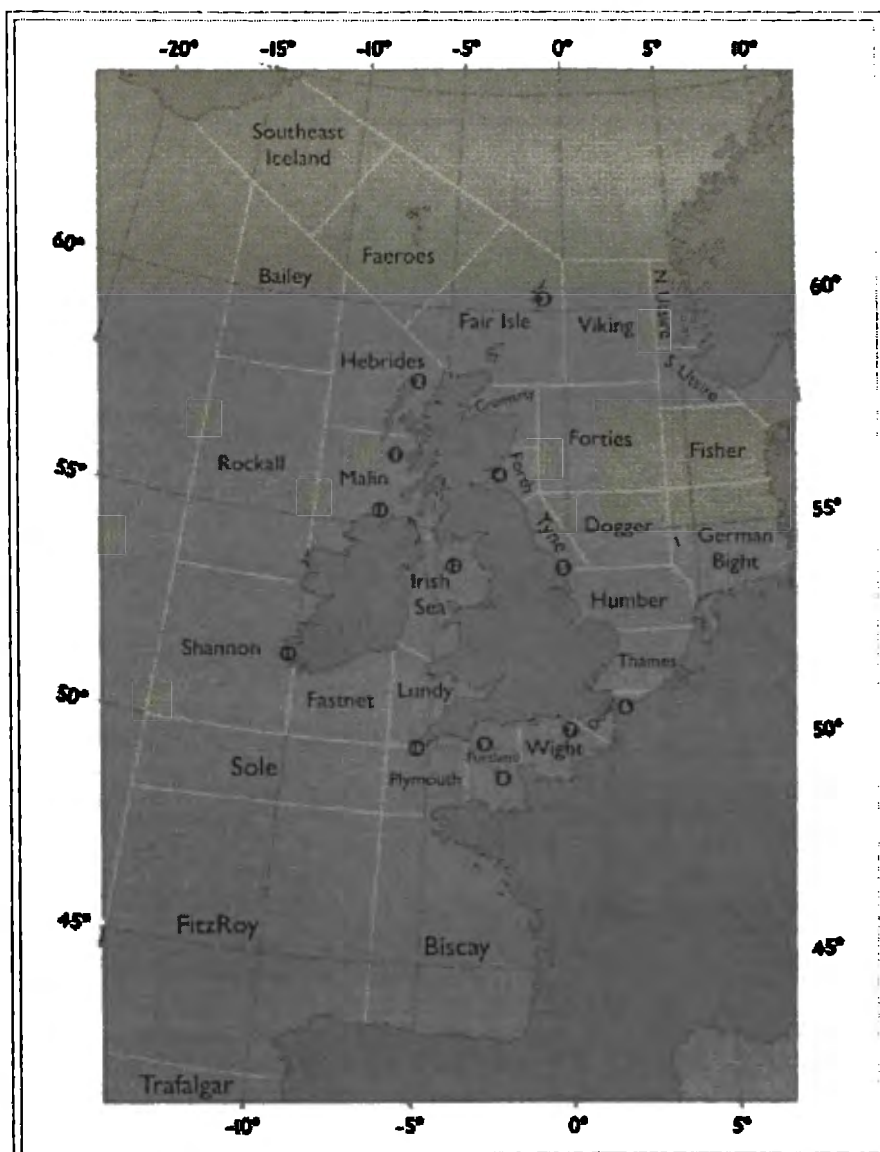 -20° -15° -10° -5° 0° 5° 10°
Southeast
Iceland
60°
Faeroes
Bailey
60°
N Utsire
Fair Isle
Viking
Hebrides
S. Utsire
Cromarty
Forties
Fisher
55°
Rockall
Malin
Forth
55°
Tyne
Dogger
German
Bight
Irish
Sea
Humber
Shannon
Thames
50°
Fastnet
Lundy
50°
Wight
Portland
Sole
Plymouth
45°
FitzRoy
Biscay
45°
Trafalgar
-10° -5° 0° 5°